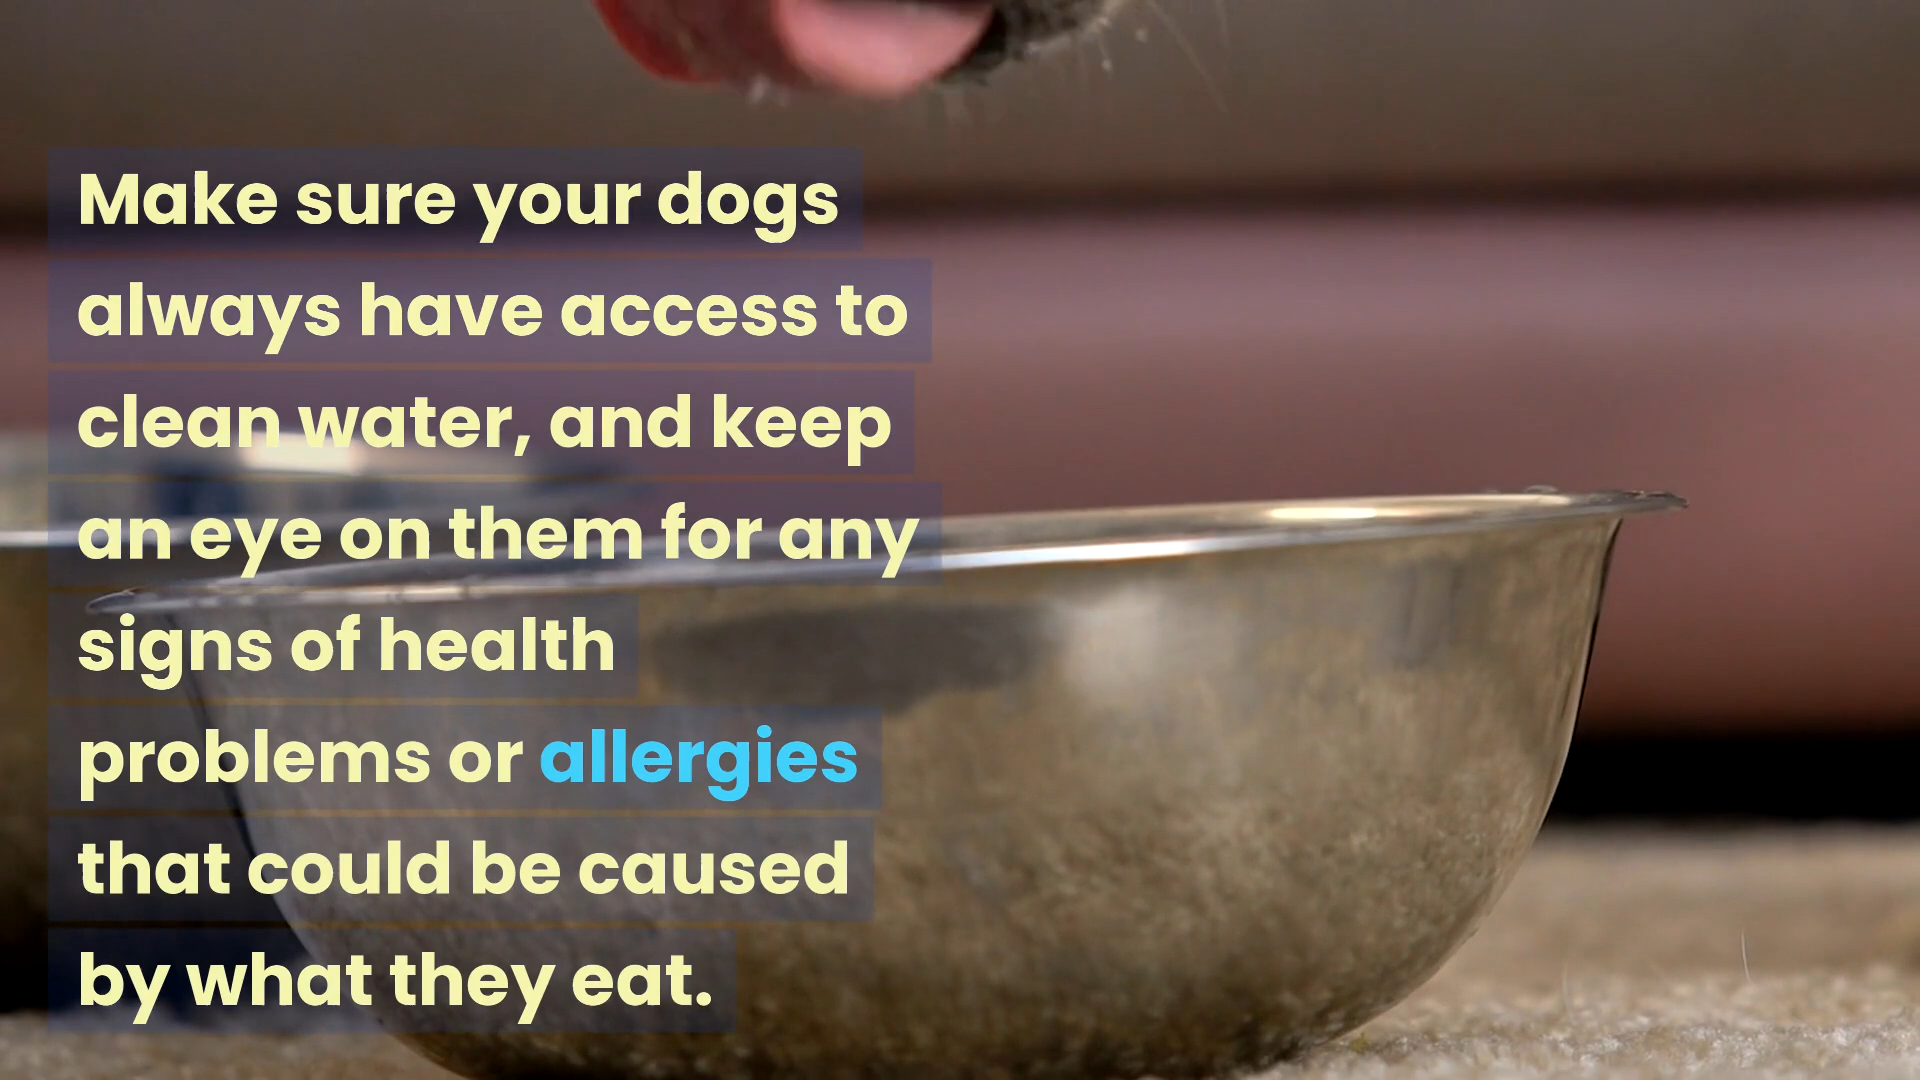 Make sure your dogs
always have access to
clean water, and keep
an eye on them for any
signs of health
problems or allergies
that could be caused
by what they eat.